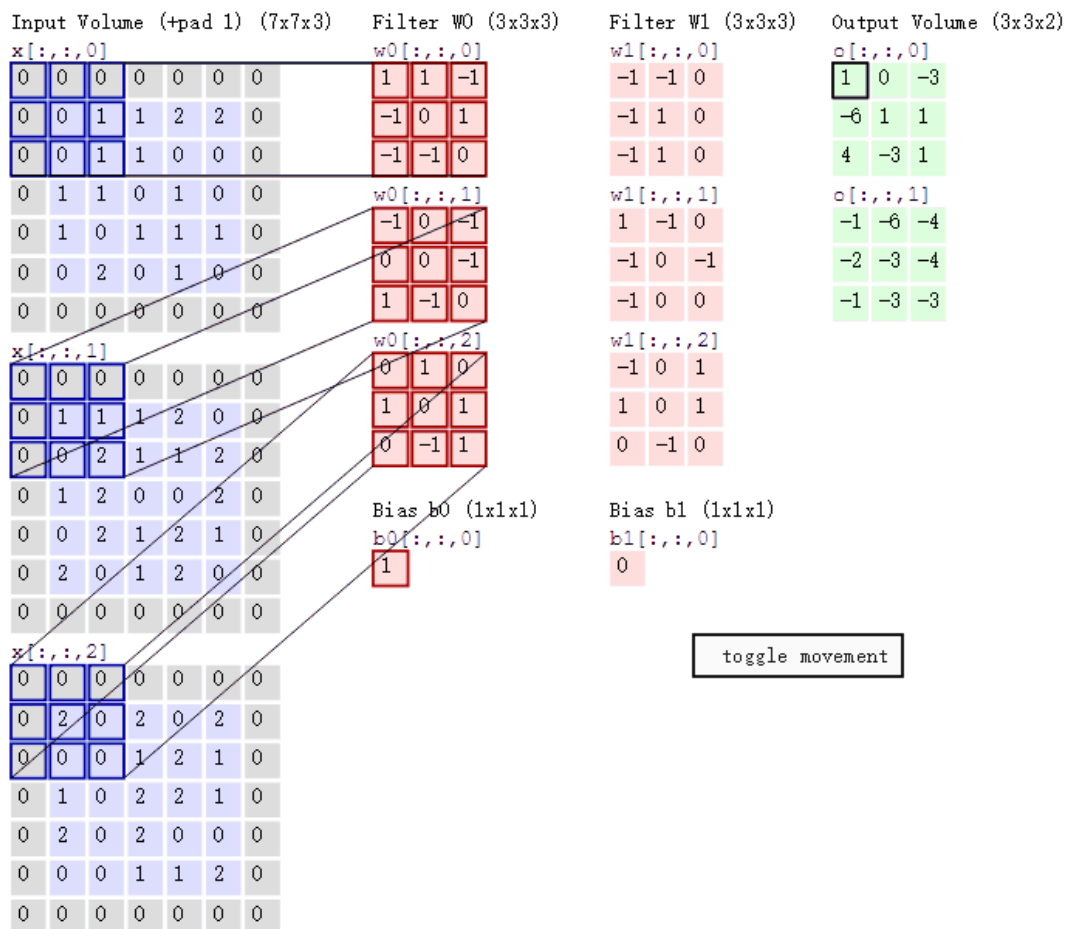 Input Volume (+pad 1) (7x7x3)
x[:,:,0]
0 0 0 0 0 0 0
0 0 1 1 2 2 0
0 0 1 1 0 0 0
0 1 1 0 1 0 0
0 1 0 1 1 1 0
0 0 2 0 1 0 0
0 0 0 0 0 0 0
x[:,:,1]
0 0 0 0 0 0 0
0 1 1 1 2 0 0
0 0 2 1 1 2 0
0 1 2 0 0 2 0
0 0 2 1 2 1 0
0 2 0 1 2 0 0
0 0 0 0 0 0 0
x[:,:,2]
0 0 0 0 0 0 0
0 2 0 2 0 2 0
0 0 0 1 2 1 0
0 1 0 2 2 1 0
0 2 0 2 0 0 0
0 0 0 1 1 2 0
0 0 0 0 0 0 0
Filter W0 (3x3x3)
w0[:,:,0]
1 1 -1
-1 0 1
-1 -1 0
w0[:,:,1]
-1 0 -1
0 0 -1
1 -1 0
w0[:,:,2]
0 1 0
1 0 1
0 -1 1
Bias b0 (1x1x1)
b0[:,:,0]
1
Filter W1 (3x3x3)
w1[:,:,0]
-1 -1 0
-1 1 0
-1 1 0
w1[:,:,1]
1 -1 0
-1 0 -1
-1 0 0
w1[:,:,2]
-1 0 1
1 0 1
0 -1 0
Bias b1 (1x1x1)
b1[:,:,0]
0
Output Volume (3x3x2)
o[:,:,0]
1 0 -3
-6 1 1
4 -3 1
o[:,:,1]
-1 -6 -4
-2 -3 -4
-1 -3 -3
toggle movement